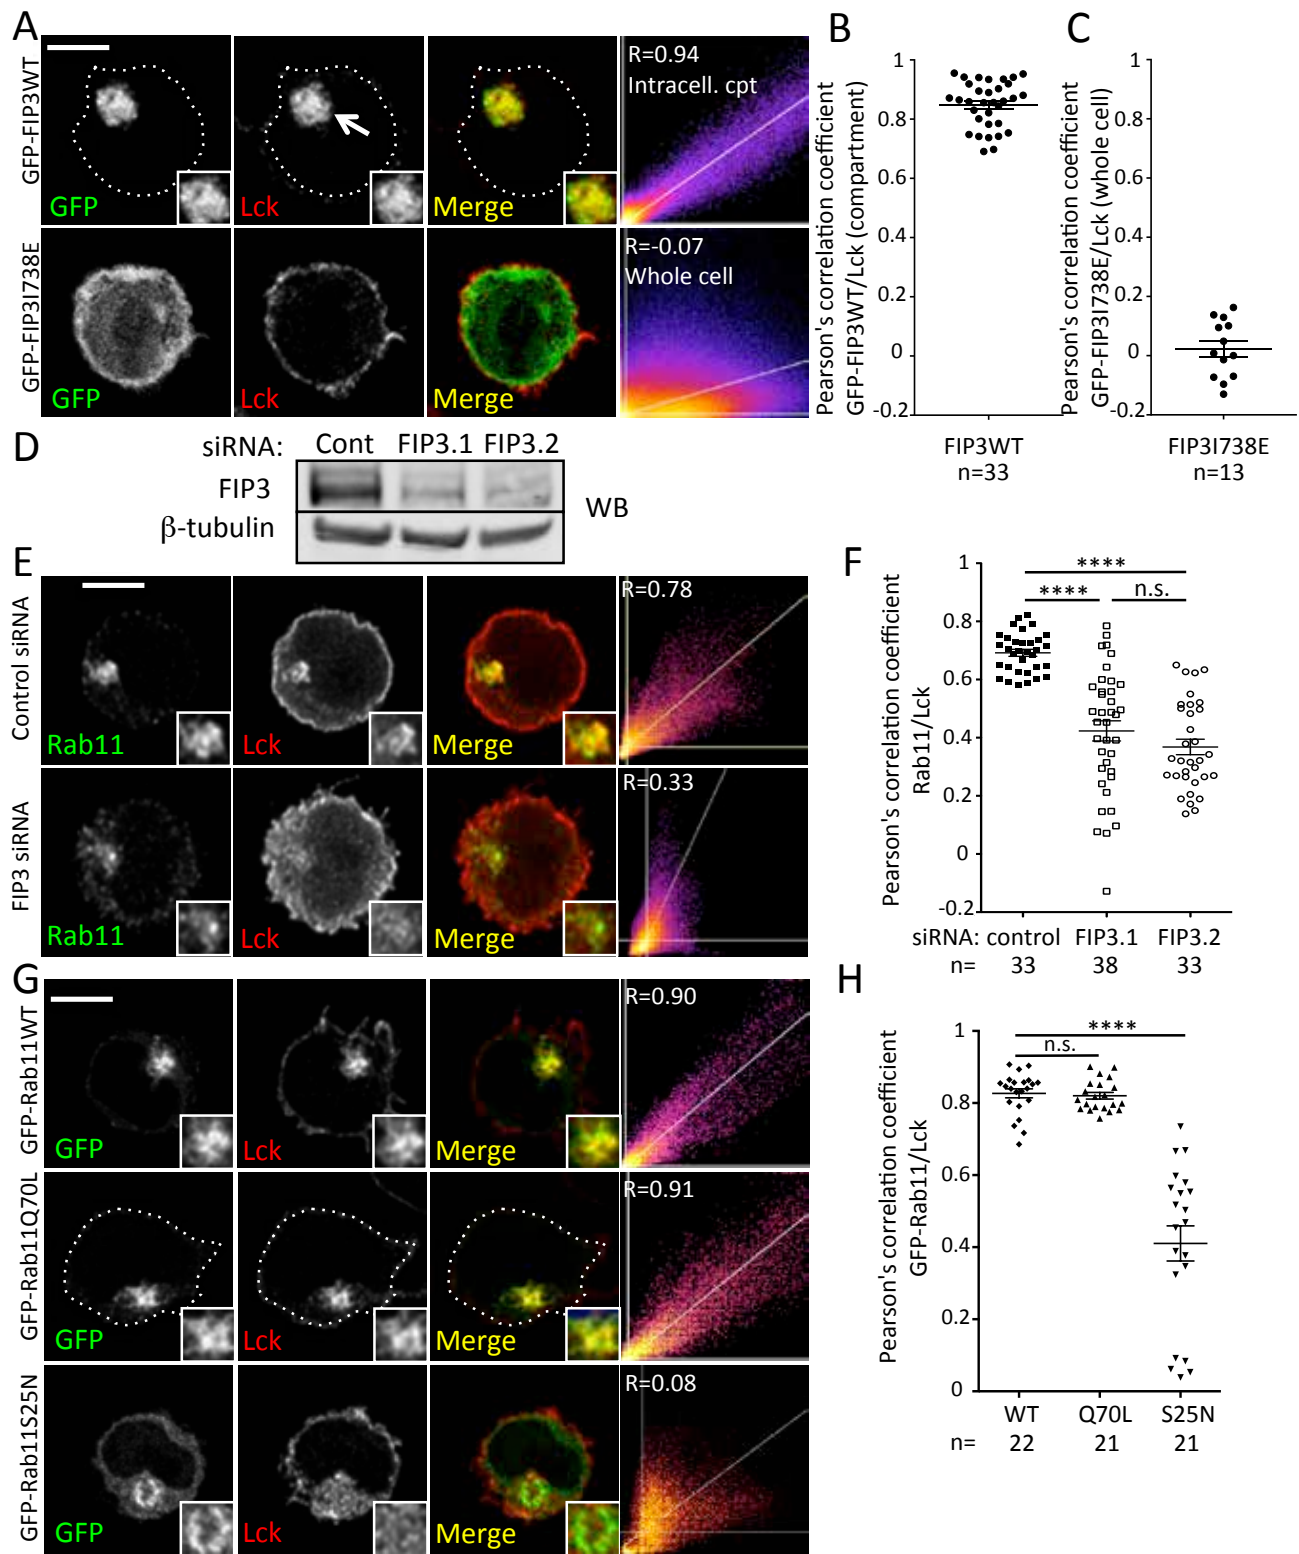 A
GFP-FIP3WT
GFP
Lck
Merge
R=0.94
Intracell. cpt
GFP-FIP3I738E
GFP
Lck
Merge
R=-0.07
Whole cell
B
Pearson's correlation coefficient
GFP-FIP3WT/Lck (compartment)
1
0.8
0.6
0.4
0.2
0
-0.2
FIP3WT
n=33
C
Pearson's correlation coefficient
GFP-FIP3I738E/Lck (whole cell)
1
0.8
0.6
0.4
0.2
0
-0.2
FIP3I738E
n=13
D
siRNA: Cont FIP3.1 FIP3.2
FIP3
β-tubulin
WB
E
Control siRNA
Rab11
Lck
Merge
R=0.78
FIP3 siRNA
Rab11
Lck
Merge
R=0.33
F
Pearson's correlation coefficient
Rab11/Lck
1
0.8
0.6
0.4
0.2
0
-0.2
****
**** n.s.
siRNA: control FIP3.1 FIP3.2
n= 33 38 33
G
GFP-Rab11WT
GFP
Lck
Merge
R=0.90
GFP-Rab11Q70L
GFP
Lck
Merge
R=0.91
GFP-Rab11S25N
GFP
Lck
Merge
R=0.08
H
Pearson's correlation coefficient
GFP-Rab11/Lck
1
0.8
0.6
0.4
0.2
0
****
n.s.
WT Q70L S25N
n= 22 21 21